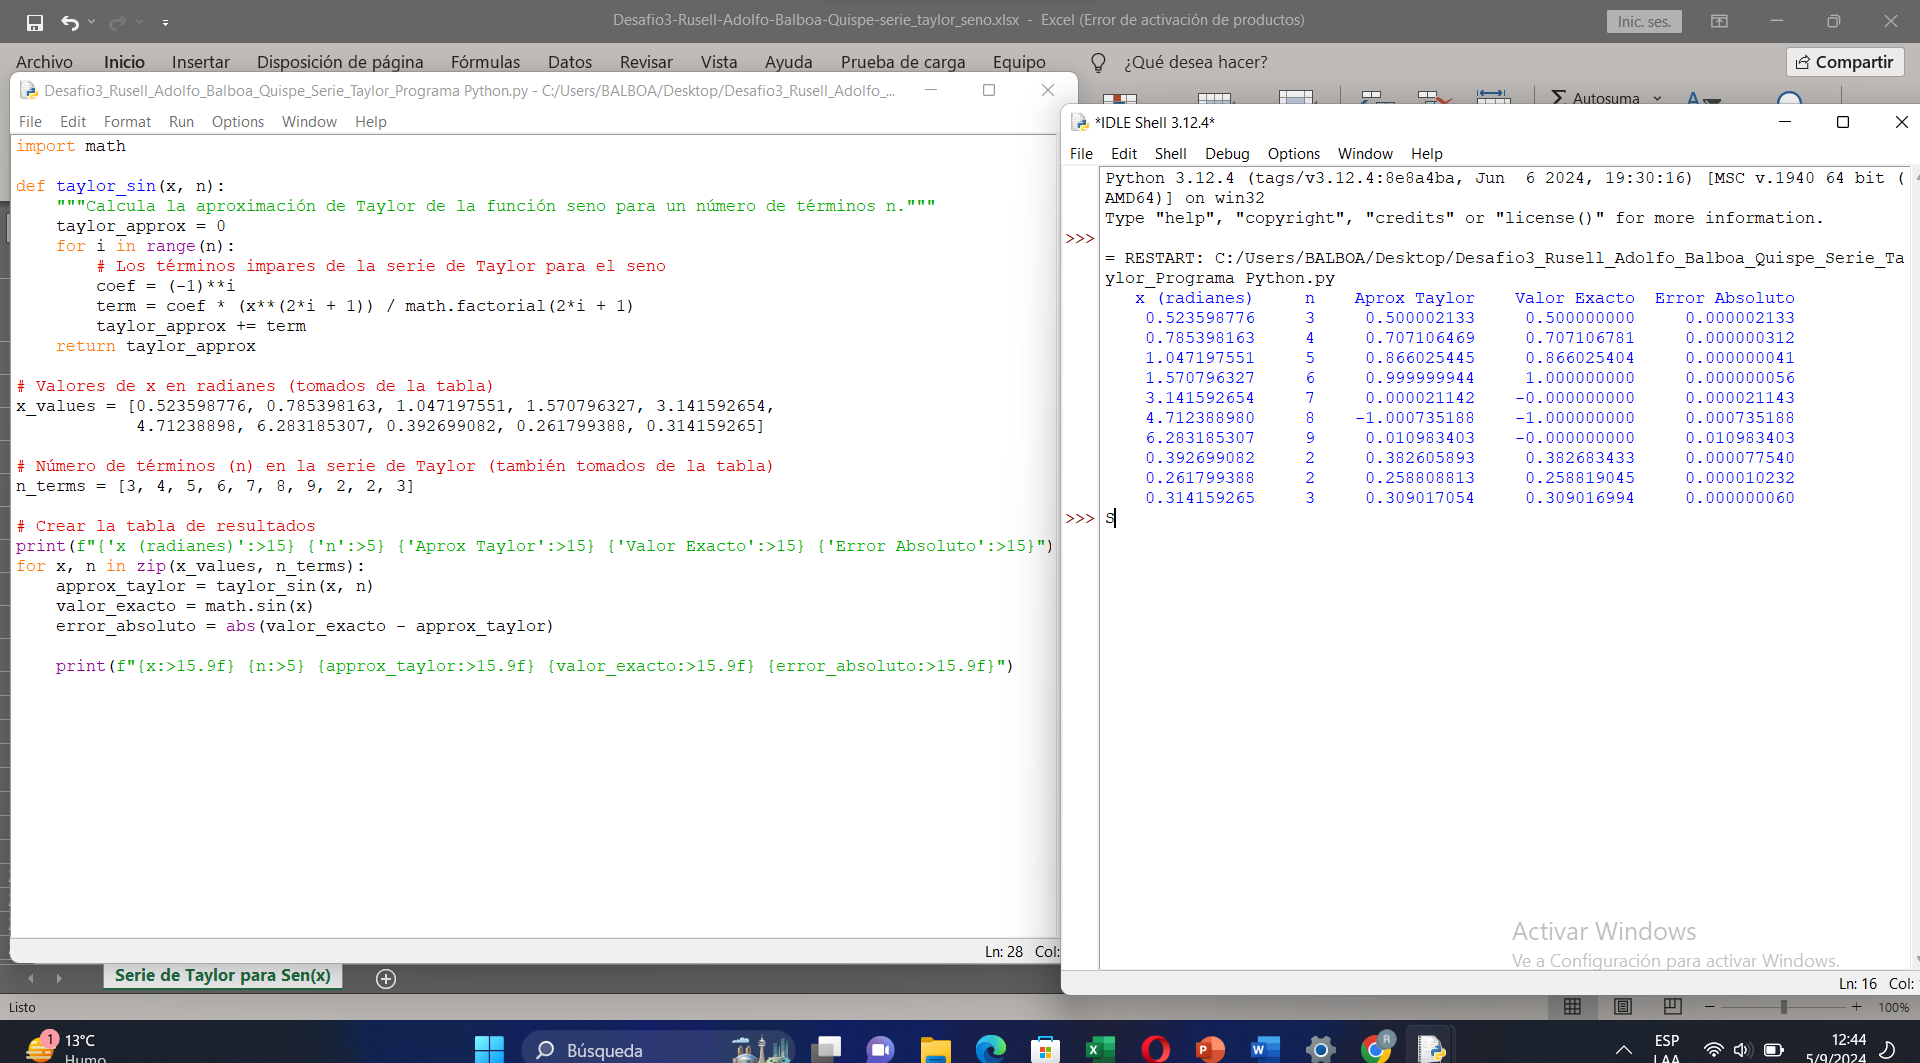 Desafio3-Rusell-Adolfo-Balboa-Quispe-serie_taylor_seno.xlsx - Excel (Error de activación de productos)
Inic. ses.
Archivo Inicio Insertar Disposición de página Fórmulas Datos Revisar Vista Ayuda Prueba de carga Equipo ¿Qué desea hacer? Compartir
Autosuma
Desafio3_Rusell_Adolfo_Balboa_Quispe_Serie_Taylor_Programa Python.py - C:/Users/BALBOA/Desktop/Desafio3_Rusell_Adolfo_...
File Edit Format Run Options Window Help
import math
def taylor_sin(x, n):
    """Calcula la aproximación de Taylor de la función seno para un número de términos n."""
    taylor_approx = 0
    for i in range(n):
        # Los términos impares de la serie de Taylor para el seno
        coef = (-1)**i
        term = coef * (x**(2*i + 1)) / math.factorial(2*i + 1)
        taylor_approx += term
    return taylor_approx
# Valores de x en radianes (tomados de la tabla)
x_values = [0.523598776, 0.785398163, 1.047197551, 1.570796327, 3.141592654,
            4.71238898, 6.283185307, 0.392699082, 0.261799388, 0.314159265]
# Número de términos (n) en la serie de Taylor (también tomados de la tabla)
n_terms = [3, 4, 5, 6, 7, 8, 9, 2, 2, 3]
# Crear la tabla de resultados
print(f"{'x (radianes)':>15} {'n':>5} {'Aprox Taylor':>15} {'Valor Exacto':>15} {'Error Absoluto':>15}")
for x, n in zip(x_values, n_terms):
    approx_taylor = taylor_sin(x, n)
    valor_exacto = math.sin(x)
    error_absoluto = abs(valor_exacto - approx_taylor)
    print(f"{x:>15.9f} {n:>5} {approx_taylor:>15.9f} {valor_exacto:>15.9f} {error_absoluto:>15.9f}")
Ln: 28 Col:
*IDLE Shell 3.12.4*
File Edit Shell Debug Options Window Help
Python 3.12.4 (tags/v3.12.4:8e8a4ba, Jun  6 2024, 19:30:16) [MSC v.1940 64 bit (
AMD64)] on win32
Type "help", "copyright", "credits" or "license()" for more information.
>>>
= RESTART: C:/Users/BALBOA/Desktop/Desafio3_Rusell_Adolfo_Balboa_Quispe_Serie_Ta
ylor_Programa Python.py
x (radianes) n Aprox Taylor Valor Exacto Error Absoluto
0.523598776 3 0.500002133 0.500000000 0.000002133
0.785398163 4 0.707106469 0.707106781 0.000000312
1.047197551 5 0.866025445 0.866025404 0.000000041
1.570796327 6 0.999999944 1.000000000 0.000000056
3.141592654 7 0.000021142 -0.000000000 0.000021143
4.712388980 8 -1.000735188 -1.000000000 0.000735188
6.283185307 9 0.010983403 -0.000000000 0.010983403
0.392699082 2 0.382605893 0.382683433 0.000077540
0.261799388 2 0.258808813 0.258819045 0.000010232
0.314159265 3 0.309017054 0.309016994 0.000000060
>>> S
Activar Windows
Ve a Configuración para activar Windows.
Ln: 16 Col:
Serie de Taylor para Sen(x)
Listo
100%
1
13°C
Humo
Búsqueda
R
ESP
LAA
12:44
5/9/2024